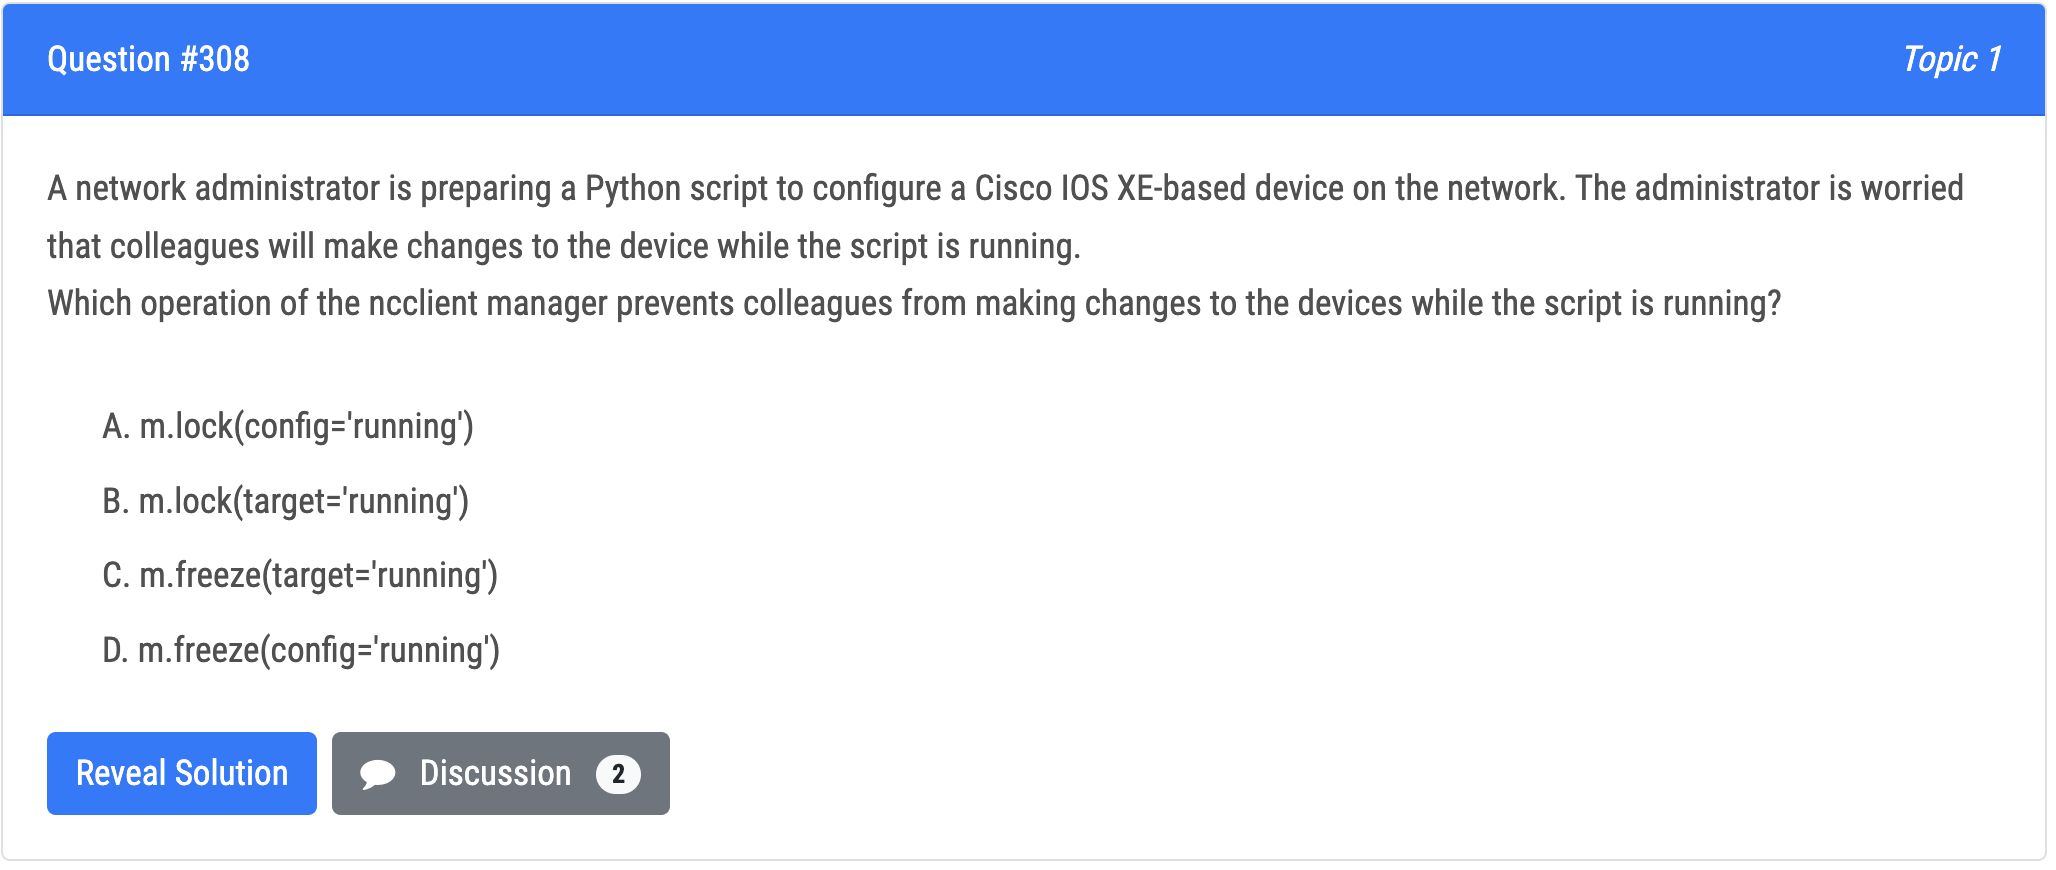 Question #308
Topic 1
A network administrator is preparing a Python script to configure a Cisco IOS XE-based device on the network. The administrator is worried
that colleagues will make changes to the device while the script is running.
Which operation of the ncclient manager prevents colleagues from making changes to the devices while the script is running?
A. m.lock(config='running')
B. m.lock(target='running')
C. m.freeze(target='running')
D. m.freeze(config='running')
Reveal Solution
Discussion 2